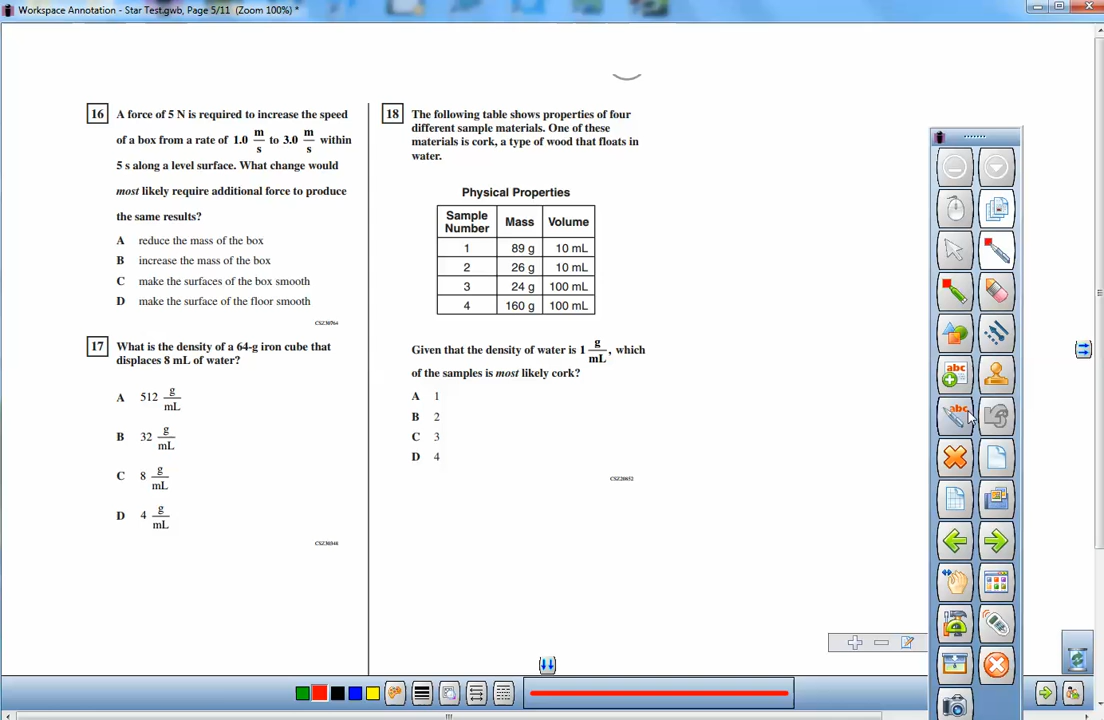 Workspace Annotation - Star Test.gwb, Page 5/11 (Zoom 100%) *
16 A force of 5 N is required to increase the speed
of a box from a rate of 1.0 m/s to 3.0 m/s within
5 s along a level surface. What change would
most likely require additional force to produce
the same results?
A reduce the mass of the box
B increase the mass of the box
C make the surfaces of the box smooth
D make the surface of the floor smooth
CSZ30764
17 What is the density of a 64-g iron cube that
displaces 8 mL of water?
A 512 g/mL
B 32 g/mL
C 8 g/mL
D 4 g/mL
CSZ30348
18 The following table shows properties of four
different sample materials. One of these
materials is cork, a type of wood that floats in
water.
Physical Properties
Sample Number Mass Volume
1 89 g 10 mL
2 26 g 10 mL
3 24 g 100 mL
4 160 g 100 mL
Given that the density of water is 1 g/mL, which
of the samples is most likely cork?
A 1
B 2
C 3
D 4
CSZ20652
abc
abc